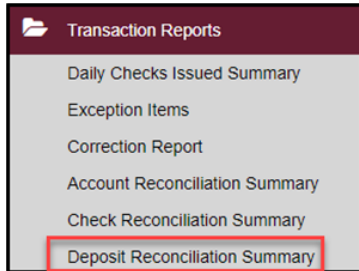 Transaction Reports
Daily Checks Issued Summary
Exception Items
Correction Report
Account Reconciliation Summary
Check Reconciliation Summary
Deposit Reconciliation Summary